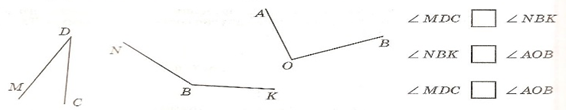 A
D
∠MDC □ ∠NBK
N
B
O
∠NBK □ ∠AOB
M
B
K
C
∠MDC □ ∠AOB